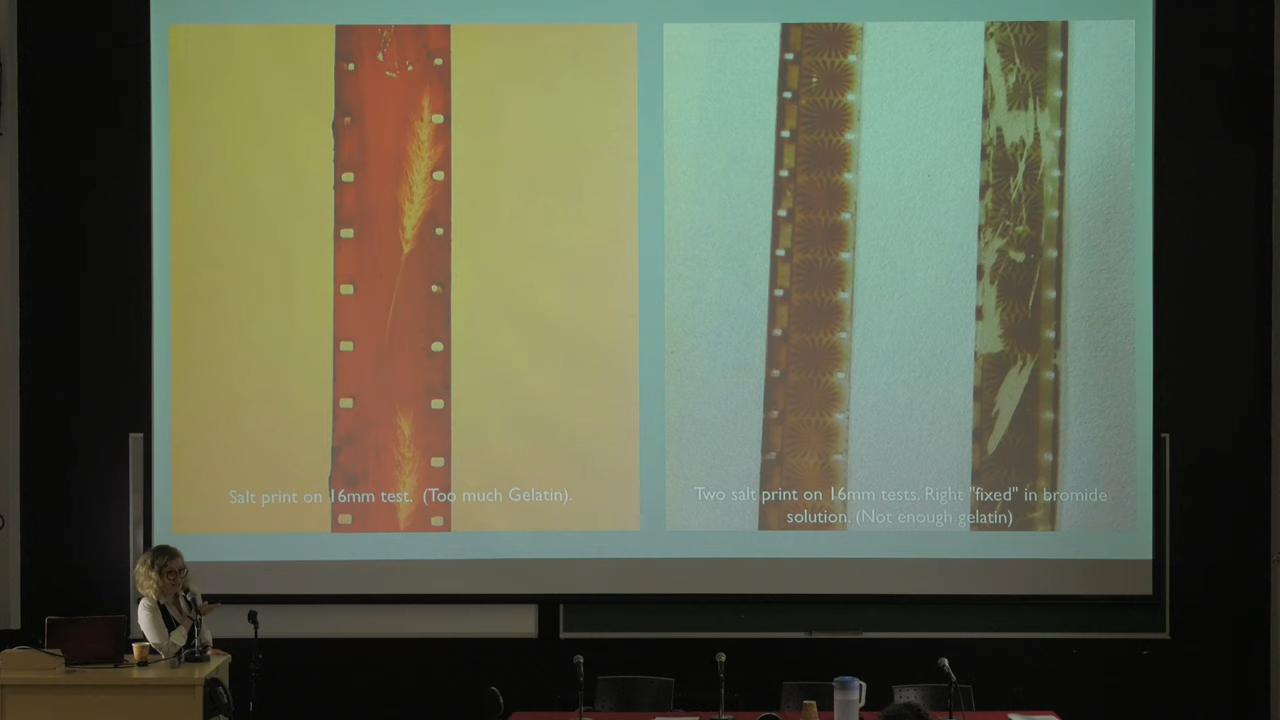 Salt print on 16mm test. (Too much Gelatin).
Two salt print on 16mm tests. Right "fixed" in bromide
solution. (Not enough gelatin)